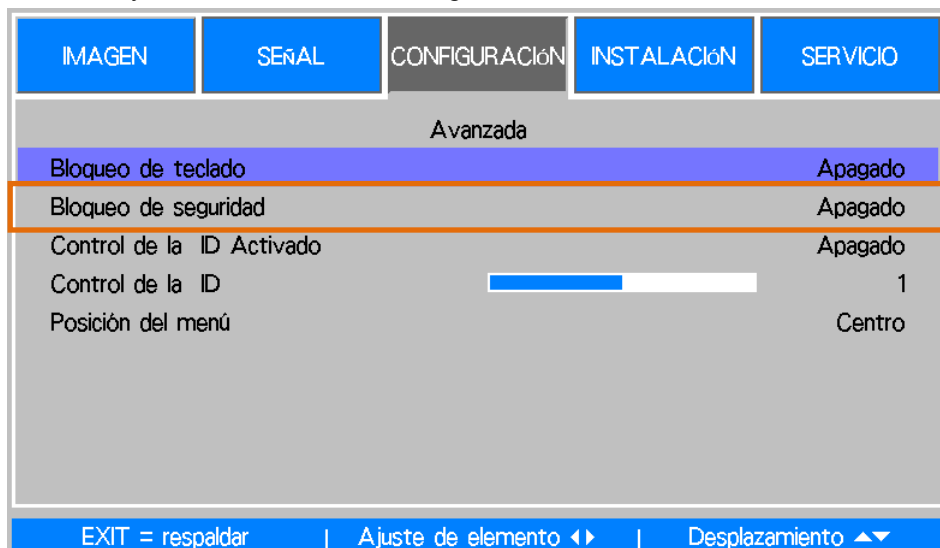 IMAGEN SEñAL CONFIGURACIóN INSTALACIóN SERVICIO
Avanzada
Bloqueo de teclado Apagado
Bloqueo de seguridad Apagado
Control de la ID Activado Apagado
Control de la ID 1
Posición del menú Centro
EXIT = respaldar | Ajuste de elemento ◂▸ | Desplazamiento ▴▾